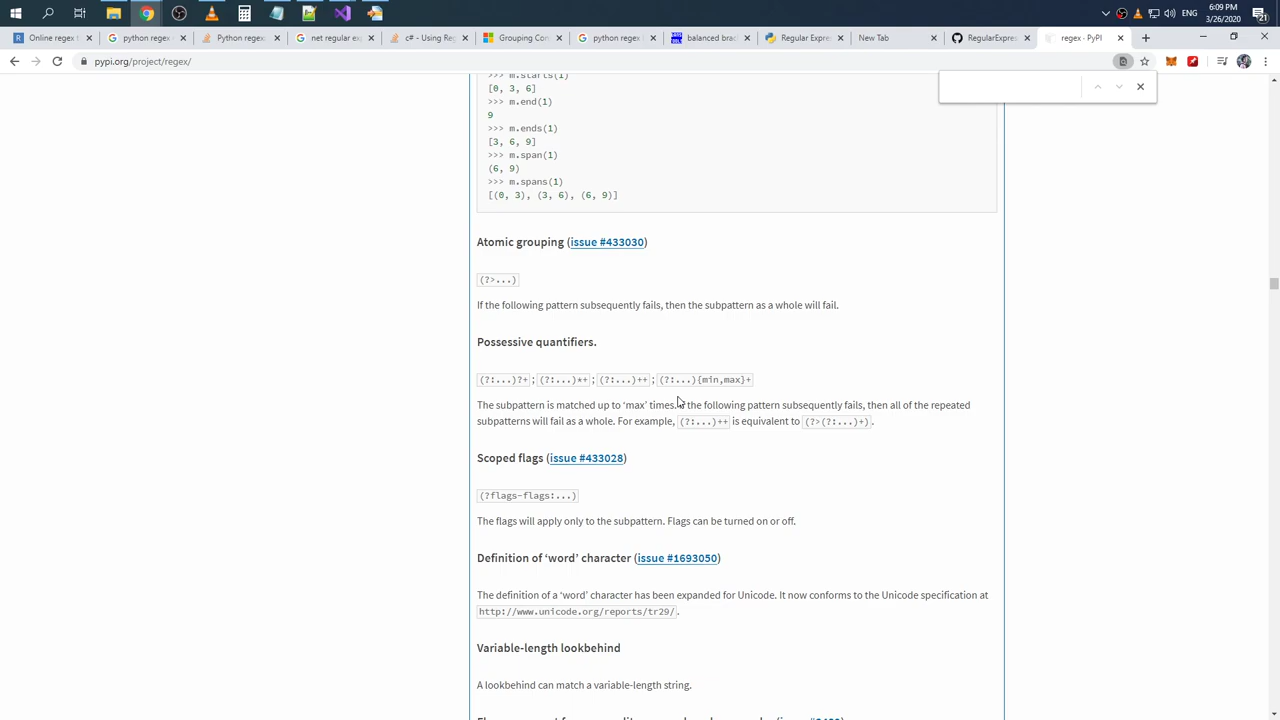 6:09 PM
ENG
3/26/2020
21
Online regex t
python regex
Python regex
net regular ex
c# - Using Re
Grouping Con
python regex
balanced brac
Regular Expre
New Tab
RegularExpres
regex · PyPI
pypi.org/project/regex/
>>> m.starts(1)
[0, 3, 6]
>>> m.end(1)
9
>>> m.ends(1)
[3, 6, 9]
>>> m.span(1)
(6, 9)
>>> m.spans(1)
[(0, 3), (3, 6), (6, 9)]
Atomic grouping (issue #433030)
(?>...)
If the following pattern subsequently fails, then the subpattern as a whole will fail.
Possessive quantifiers.
(?:...)?+ ; (?:...)*+ ; (?:...)++ ; (?:...){min,max}+
The subpattern is matched up to ‘max’ times. If the following pattern subsequently fails, then all of the repeated
subpatterns will fail as a whole. For example, (?:...)++ is equivalent to (?>(?:...)+).
Scoped flags (issue #433028)
(?flags-flags:...)
The flags will apply only to the subpattern. Flags can be turned on or off.
Definition of ‘word’ character (issue #1693050)
The definition of a ‘word’ character has been expanded for Unicode. It now conforms to the Unicode specification at
http://www.unicode.org/reports/tr29/.
Variable-length lookbehind
A lookbehind can match a variable-length string.